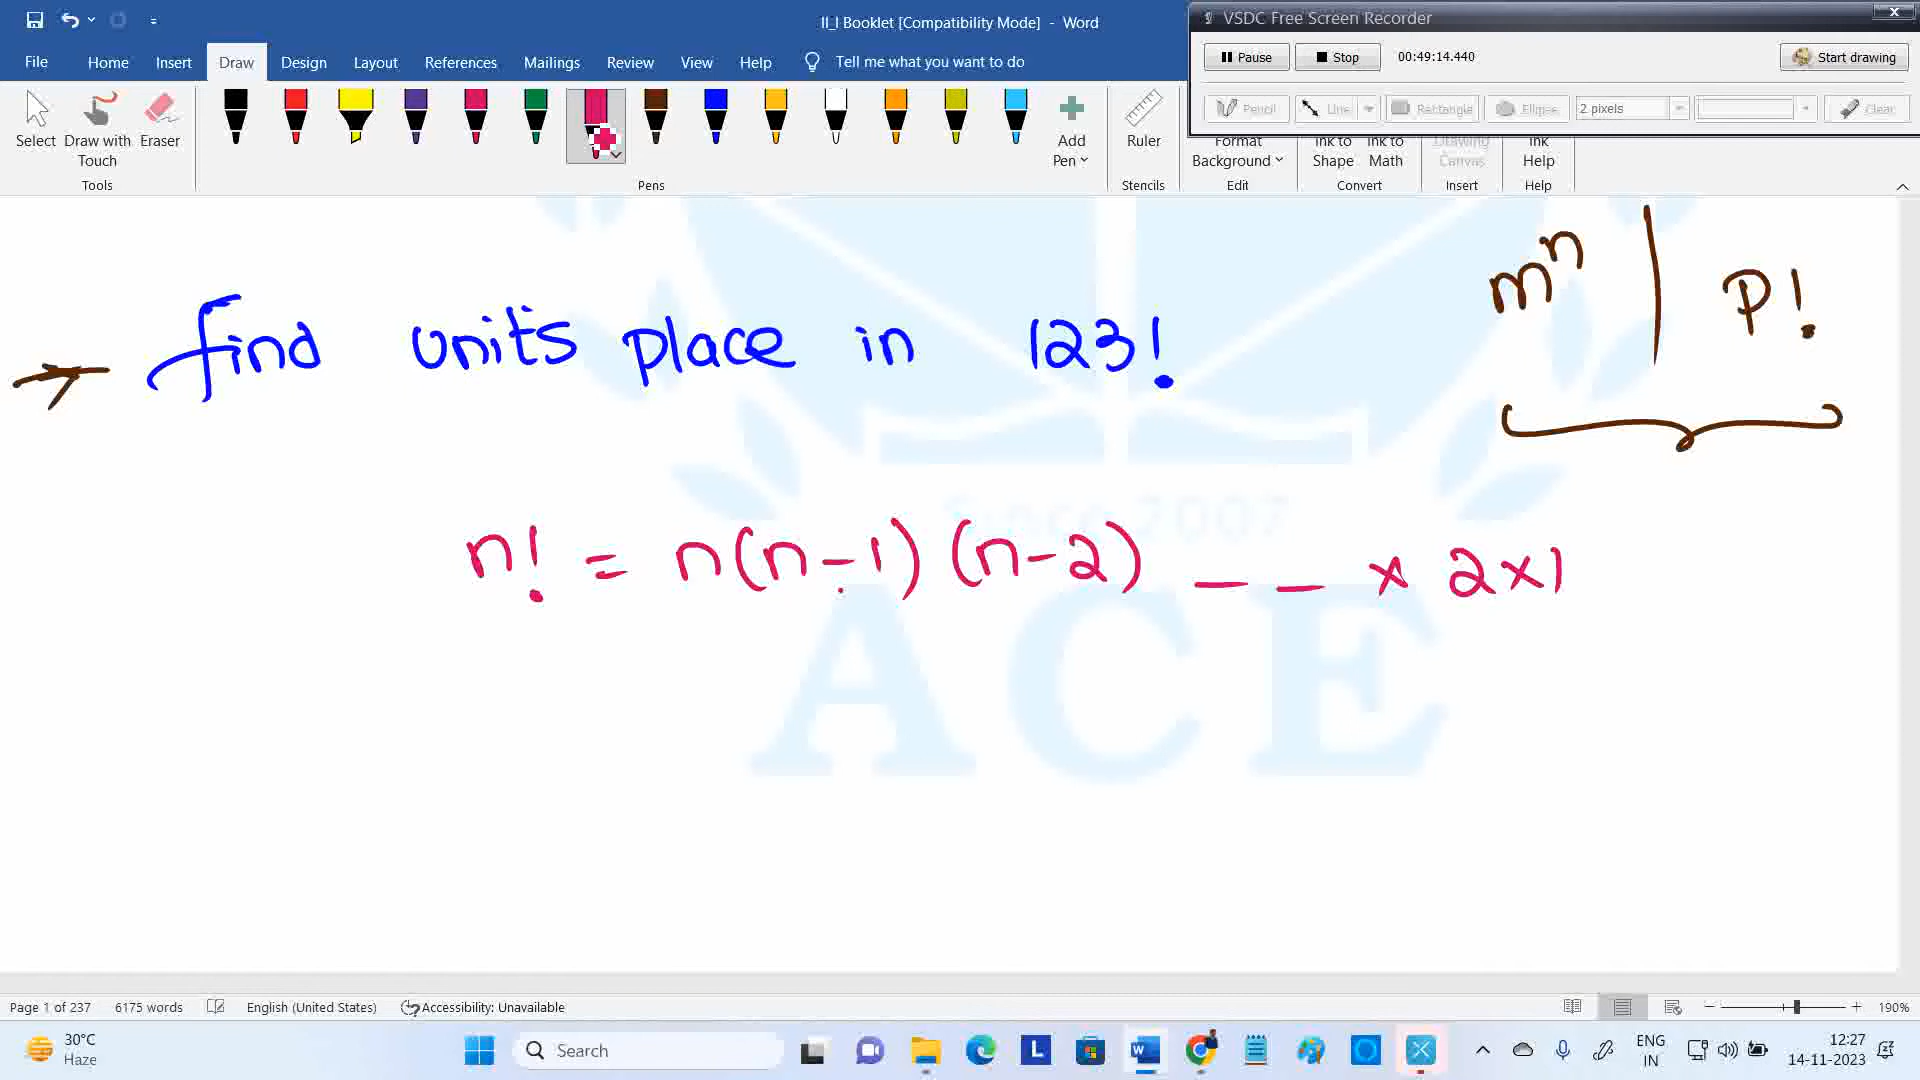 II_I Booklet [Compatibility Mode] - Word
VSDC Free Screen Recorder
Pause Stop 00:49:14.440 Start drawing
File Home Insert Draw Design Layout References Mailings Review View Help Tell me what you want to do
Pencil Line Rectangle Ellipse 2 pixels Clear
Select Draw with Touch Eraser Add Pen Ruler Format Background Ink to Shape Ink to Math Drawing Canvas Ink Help
Tools Pens Stencils Edit Convert Insert Help
mⁿ | P!
find units place in 123!
Since 2007
n! = n(n-1) (n-2) _ _ × 2×1
ACE
Page 1 of 237 6175 words English (United States) Accessibility: Unavailable 190%
30°C
Haze
Search
ENG
IN
12:27
14-11-2023